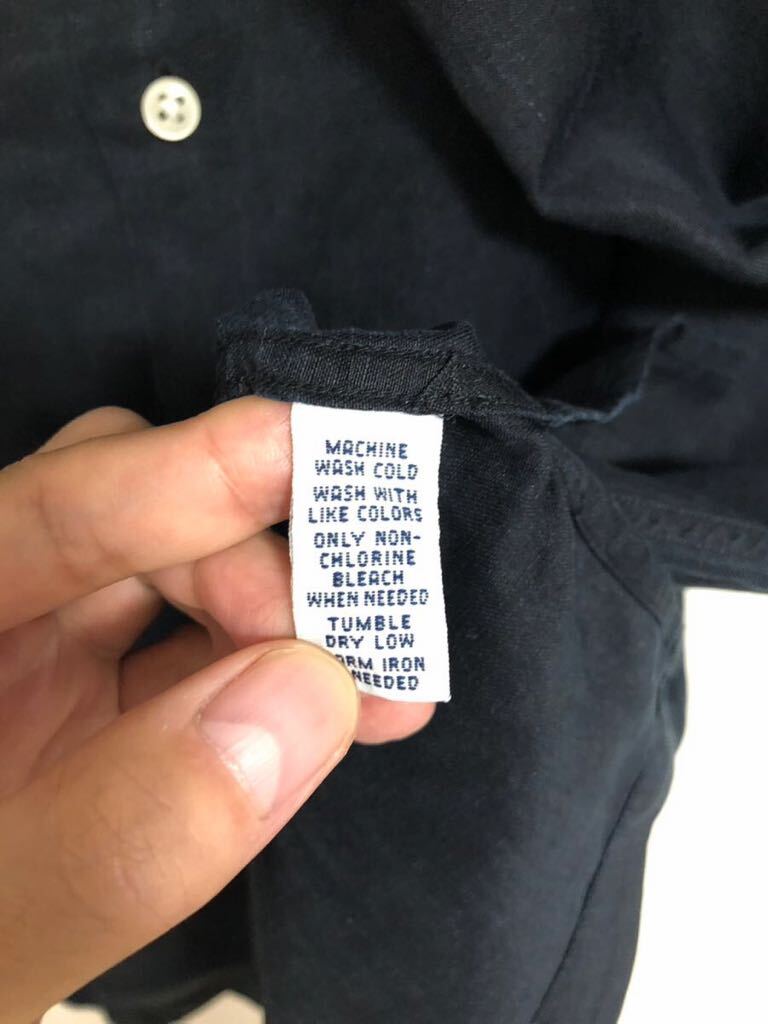 MACHINE
WASH COLD
WASH WITH
LIKE COLORS
ONLY NON-
CHLORINE
BLEACH
WHEN NEEDED
TUMBLE
DRY LOW
IRON
NEEDED